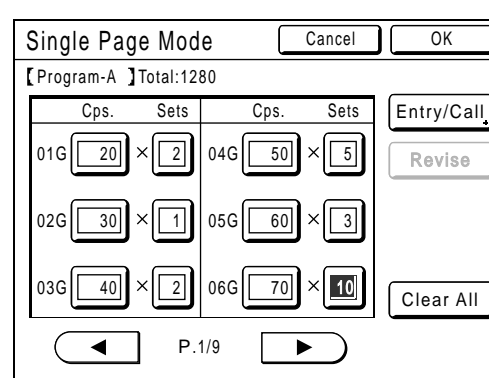 Single Page Mode Cancel OK
【Program-A 】Total:1280
Cps. Sets Cps. Sets
Entry/Call
01G 20 × 2 04G 50 × 5
Revise
02G 30 × 1 05G 60 × 3
03G 40 × 2 06G 70 × 10
Clear All
◀ P.1/9 ▶